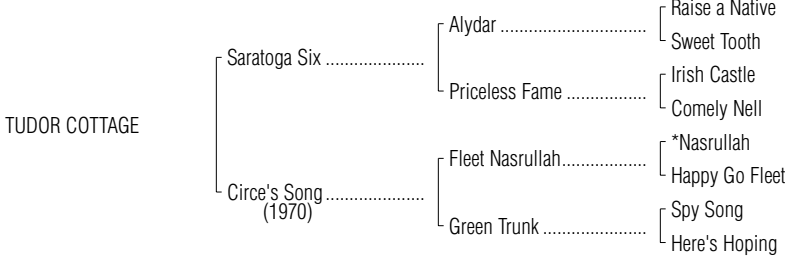 Raise a Native
Alydar ..............................
Sweet Tooth
Saratoga Six ....................
Irish Castle
Priceless Fame ................
Comely Nell
TUDOR COTTAGE
*Nasrullah
Fleet Nasrullah.................
Happy Go Fleet
Circe's Song ....................
(1970)
Spy Song
Green Trunk .....................
Here's Hoping